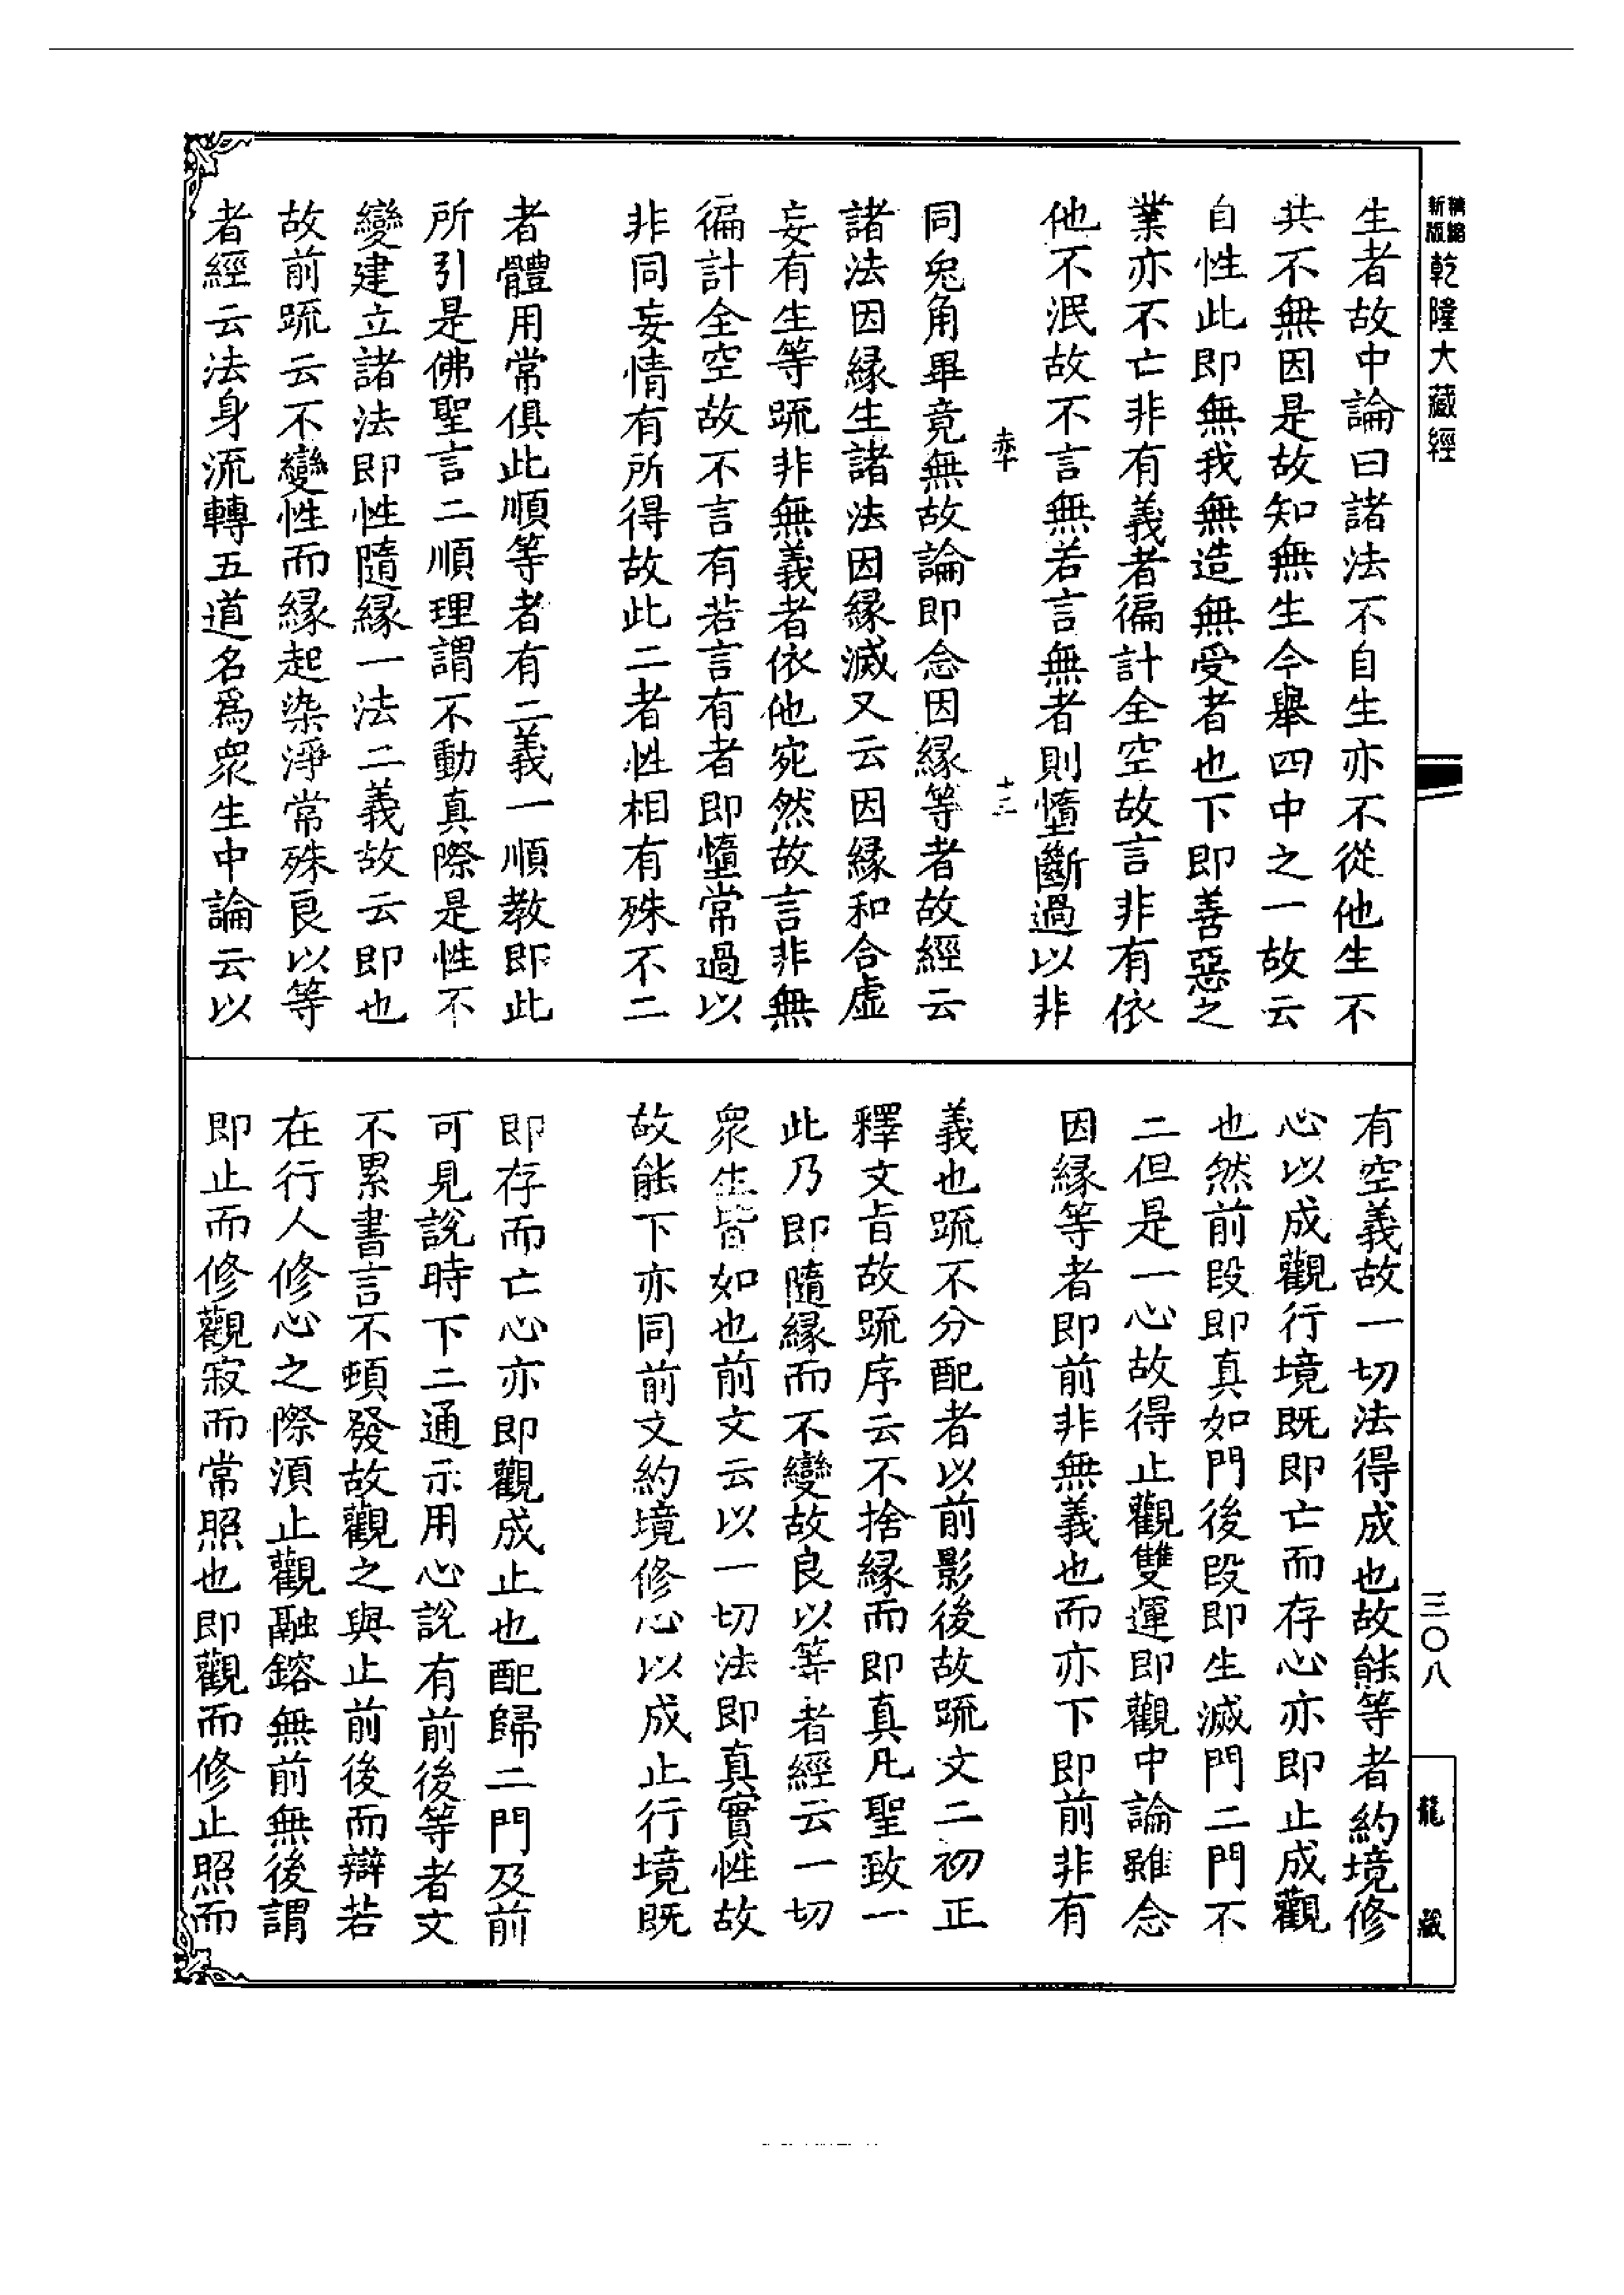 精縮新版乾隆大藏經
生者故中論曰諸法不自生亦不從他生不
共不無因是故知無生今舉四中之一故云
自性此即無我無造無受者也下即善惡之
業亦不亡非有義者徧計全空故言非有依
他不泯故不言無若言無者則墮斷過以非
同兔角畢竟無故論即念因緣等者故經云
諸法因緣生諸法因緣滅又云因緣和合虛
妄有生等䟽非無義者依他宛然故言非無
徧計全空故不言有若言有者即墮常過以
非同妄情有所得故此二者性相有殊不二
者體用常俱此順等者有二義一順教即此
所引是佛聖言二順理謂不動真際是性不
變建立諸法即性隨緣一法二義故云即也
故前䟽云不變性而緣起染淨常殊良以等
者經云法身流轉五道名爲衆生中論云以
有空義故一切法得成也故能等者約境修
心以成觀行境既即亡而存心亦即止成觀
也然前段即真如門後段即生滅門二門不
二但是一心故得止觀雙運即觀中論雖念
因緣等者即前非無義也而亦下即前非有
義也䟽不分配者以前影後故䟽文二初正
釋文旨故䟽序云不捨緣而即真凡聖致一
此乃即隨緣而不變故良以等者經云一切
衆生皆如也前文云以一切法即真實性故
故能下亦同前文約境修心以成止行境既
即存而亡心亦即觀成止也配歸二門及前
可見說時下二通示用心說有前後等者文
不累書言不頓發故觀之與止前後而辯若
在行人修心之際須止觀融鎔無前無後謂
即止而修觀寂而常照也即觀而修止照而
三〇八
龍藏